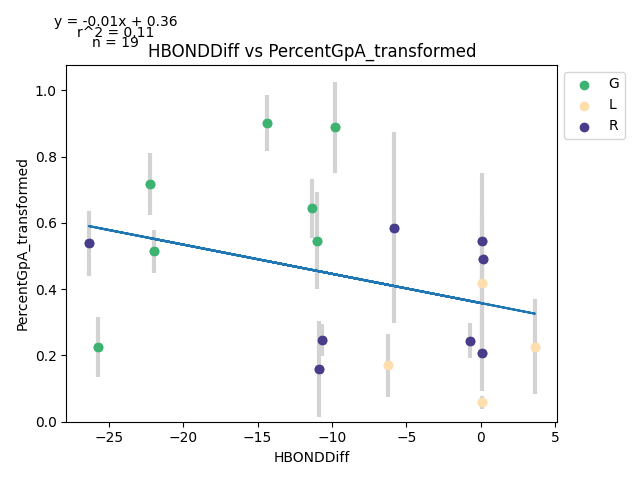 y = -0.01x + 0.36
r^2 = 0.11
n = 19
HBONDDiff vs PercentGpA_transformed
G
L
R
1.0
0.8
0.6
0.4
0.2
0.0
PercentGpA_transformed
−25
−20
−15
−10
−5
0
5
HBONDDiff